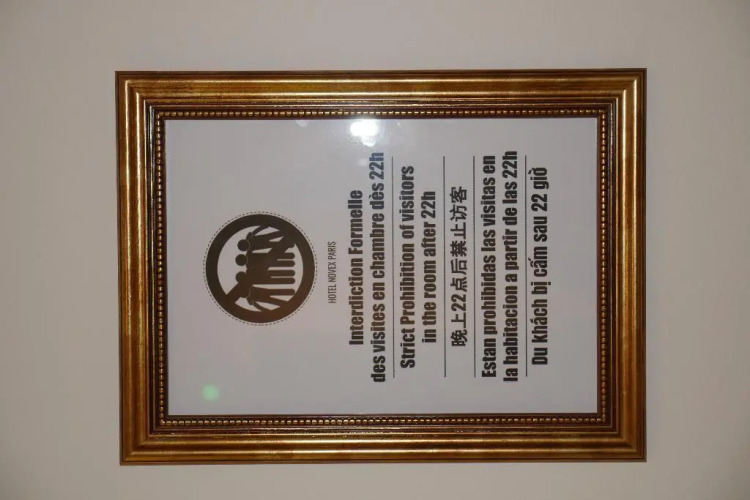 HOTEL NOVEX PARIS
Interdiction Formelle
des visites en chambre dès 22h
Strict Prohibition of visitors
in the room after 22h
晚上22点后禁止访客
Estan prohibidas las visitas en
la habitacion a partir de las 22h
Du khách bị cấm sau 22 giờ